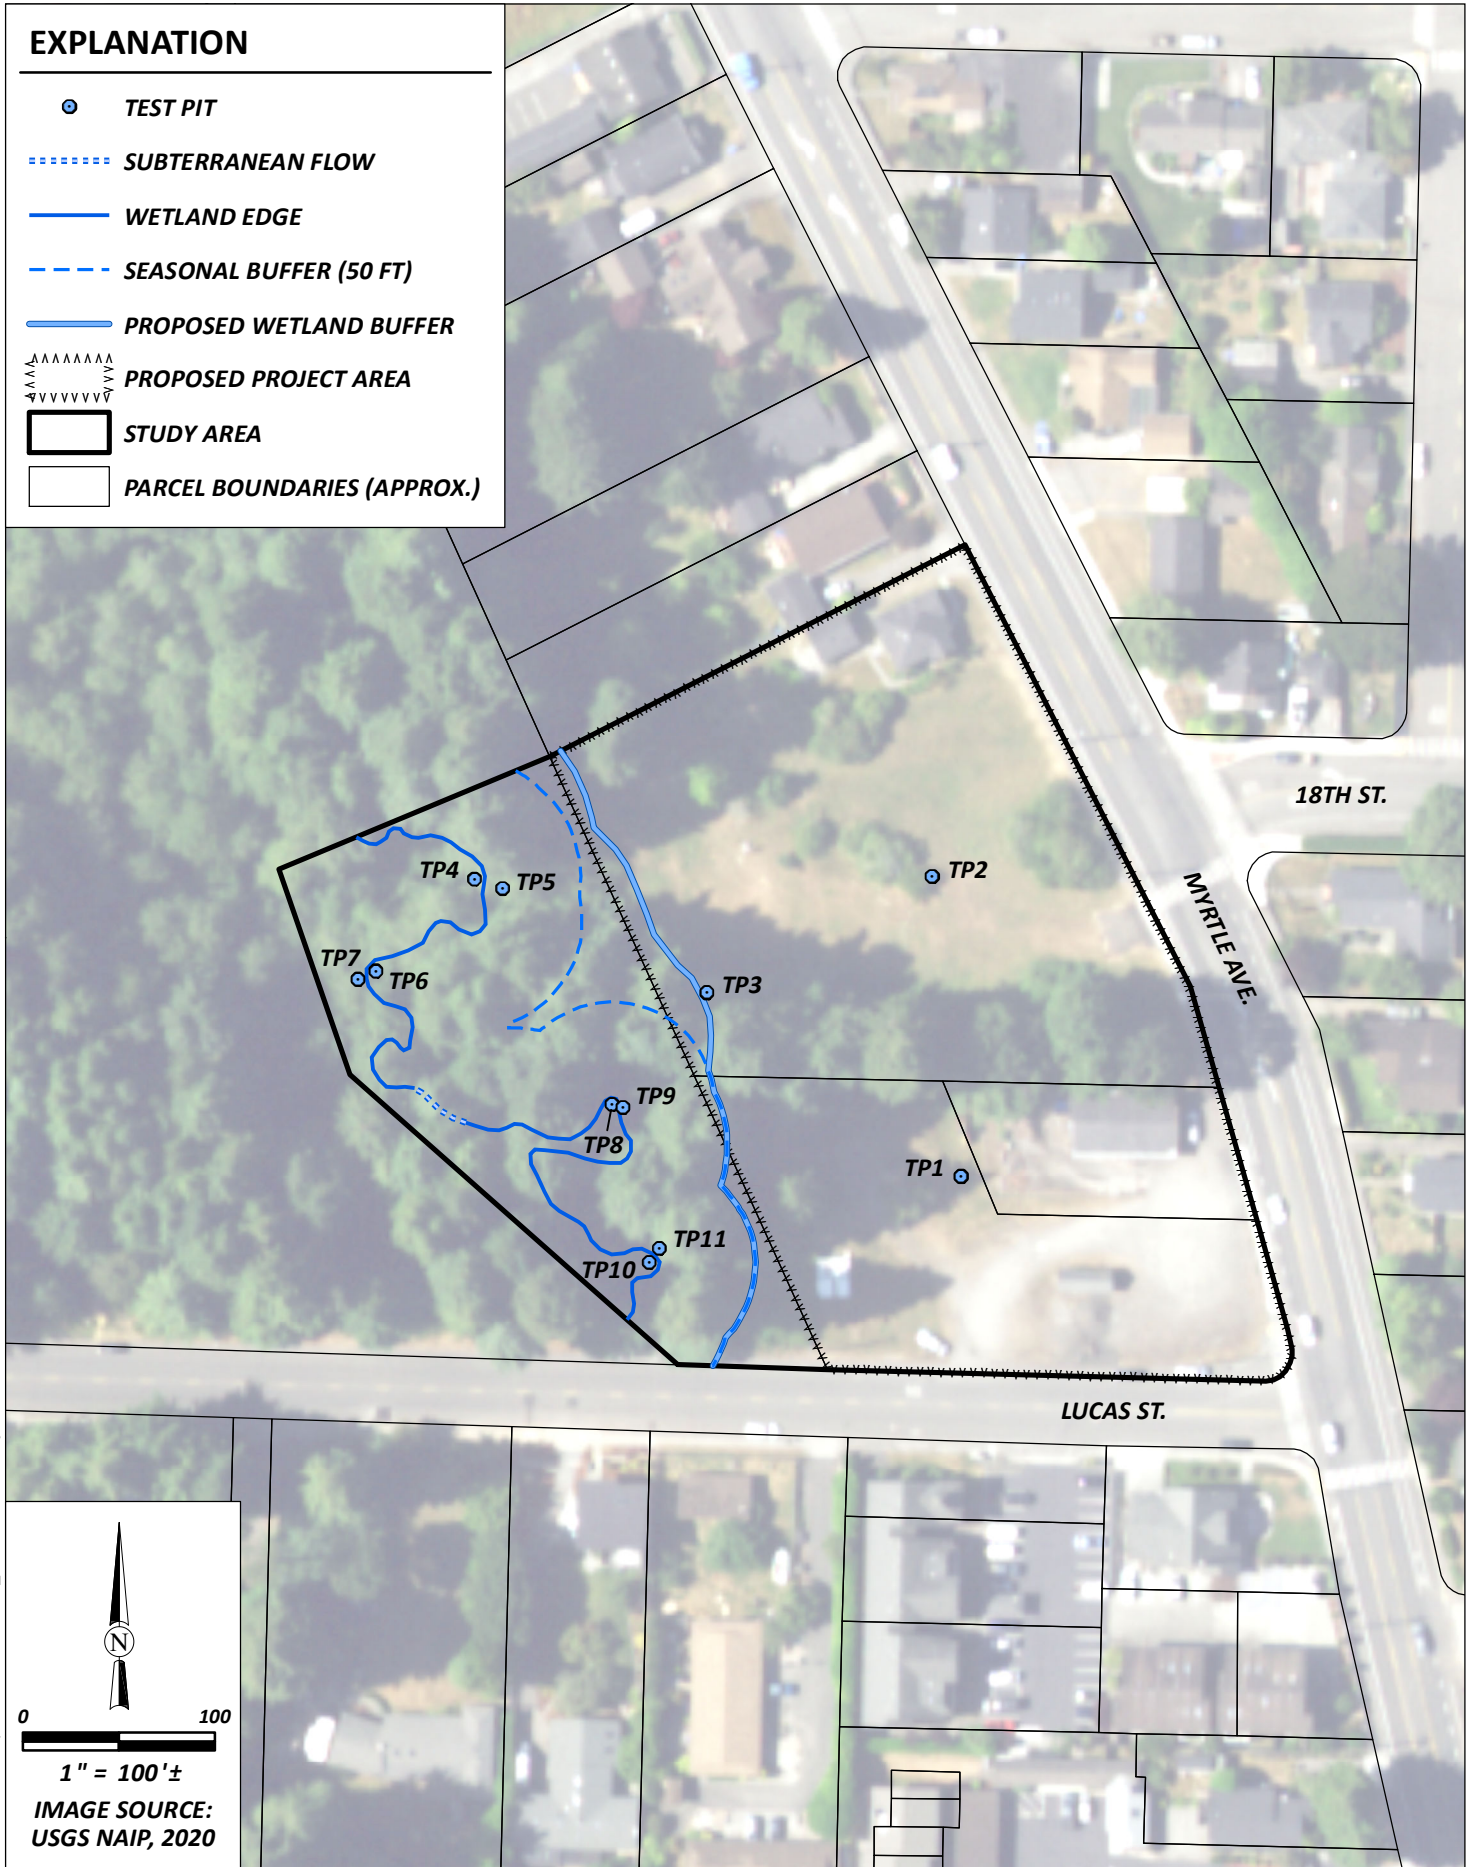 EXPLANATION
TEST PIT
SUBTERRANEAN FLOW
WETLAND EDGE
SEASONAL BUFFER (50 FT)
PROPOSED WETLAND BUFFER
PROPOSED PROJECT AREA
STUDY AREA
PARCEL BOUNDARIES (APPROX.)
18TH ST.
MYRTLE AVE.
TP4
TP5
TP2
TP7
TP6
TP3
TP9
TP8
TP1
TP11
TP10
LUCAS ST.
N
0 100
1" = 100'±
IMAGE SOURCE:
USGS NAIP, 2020